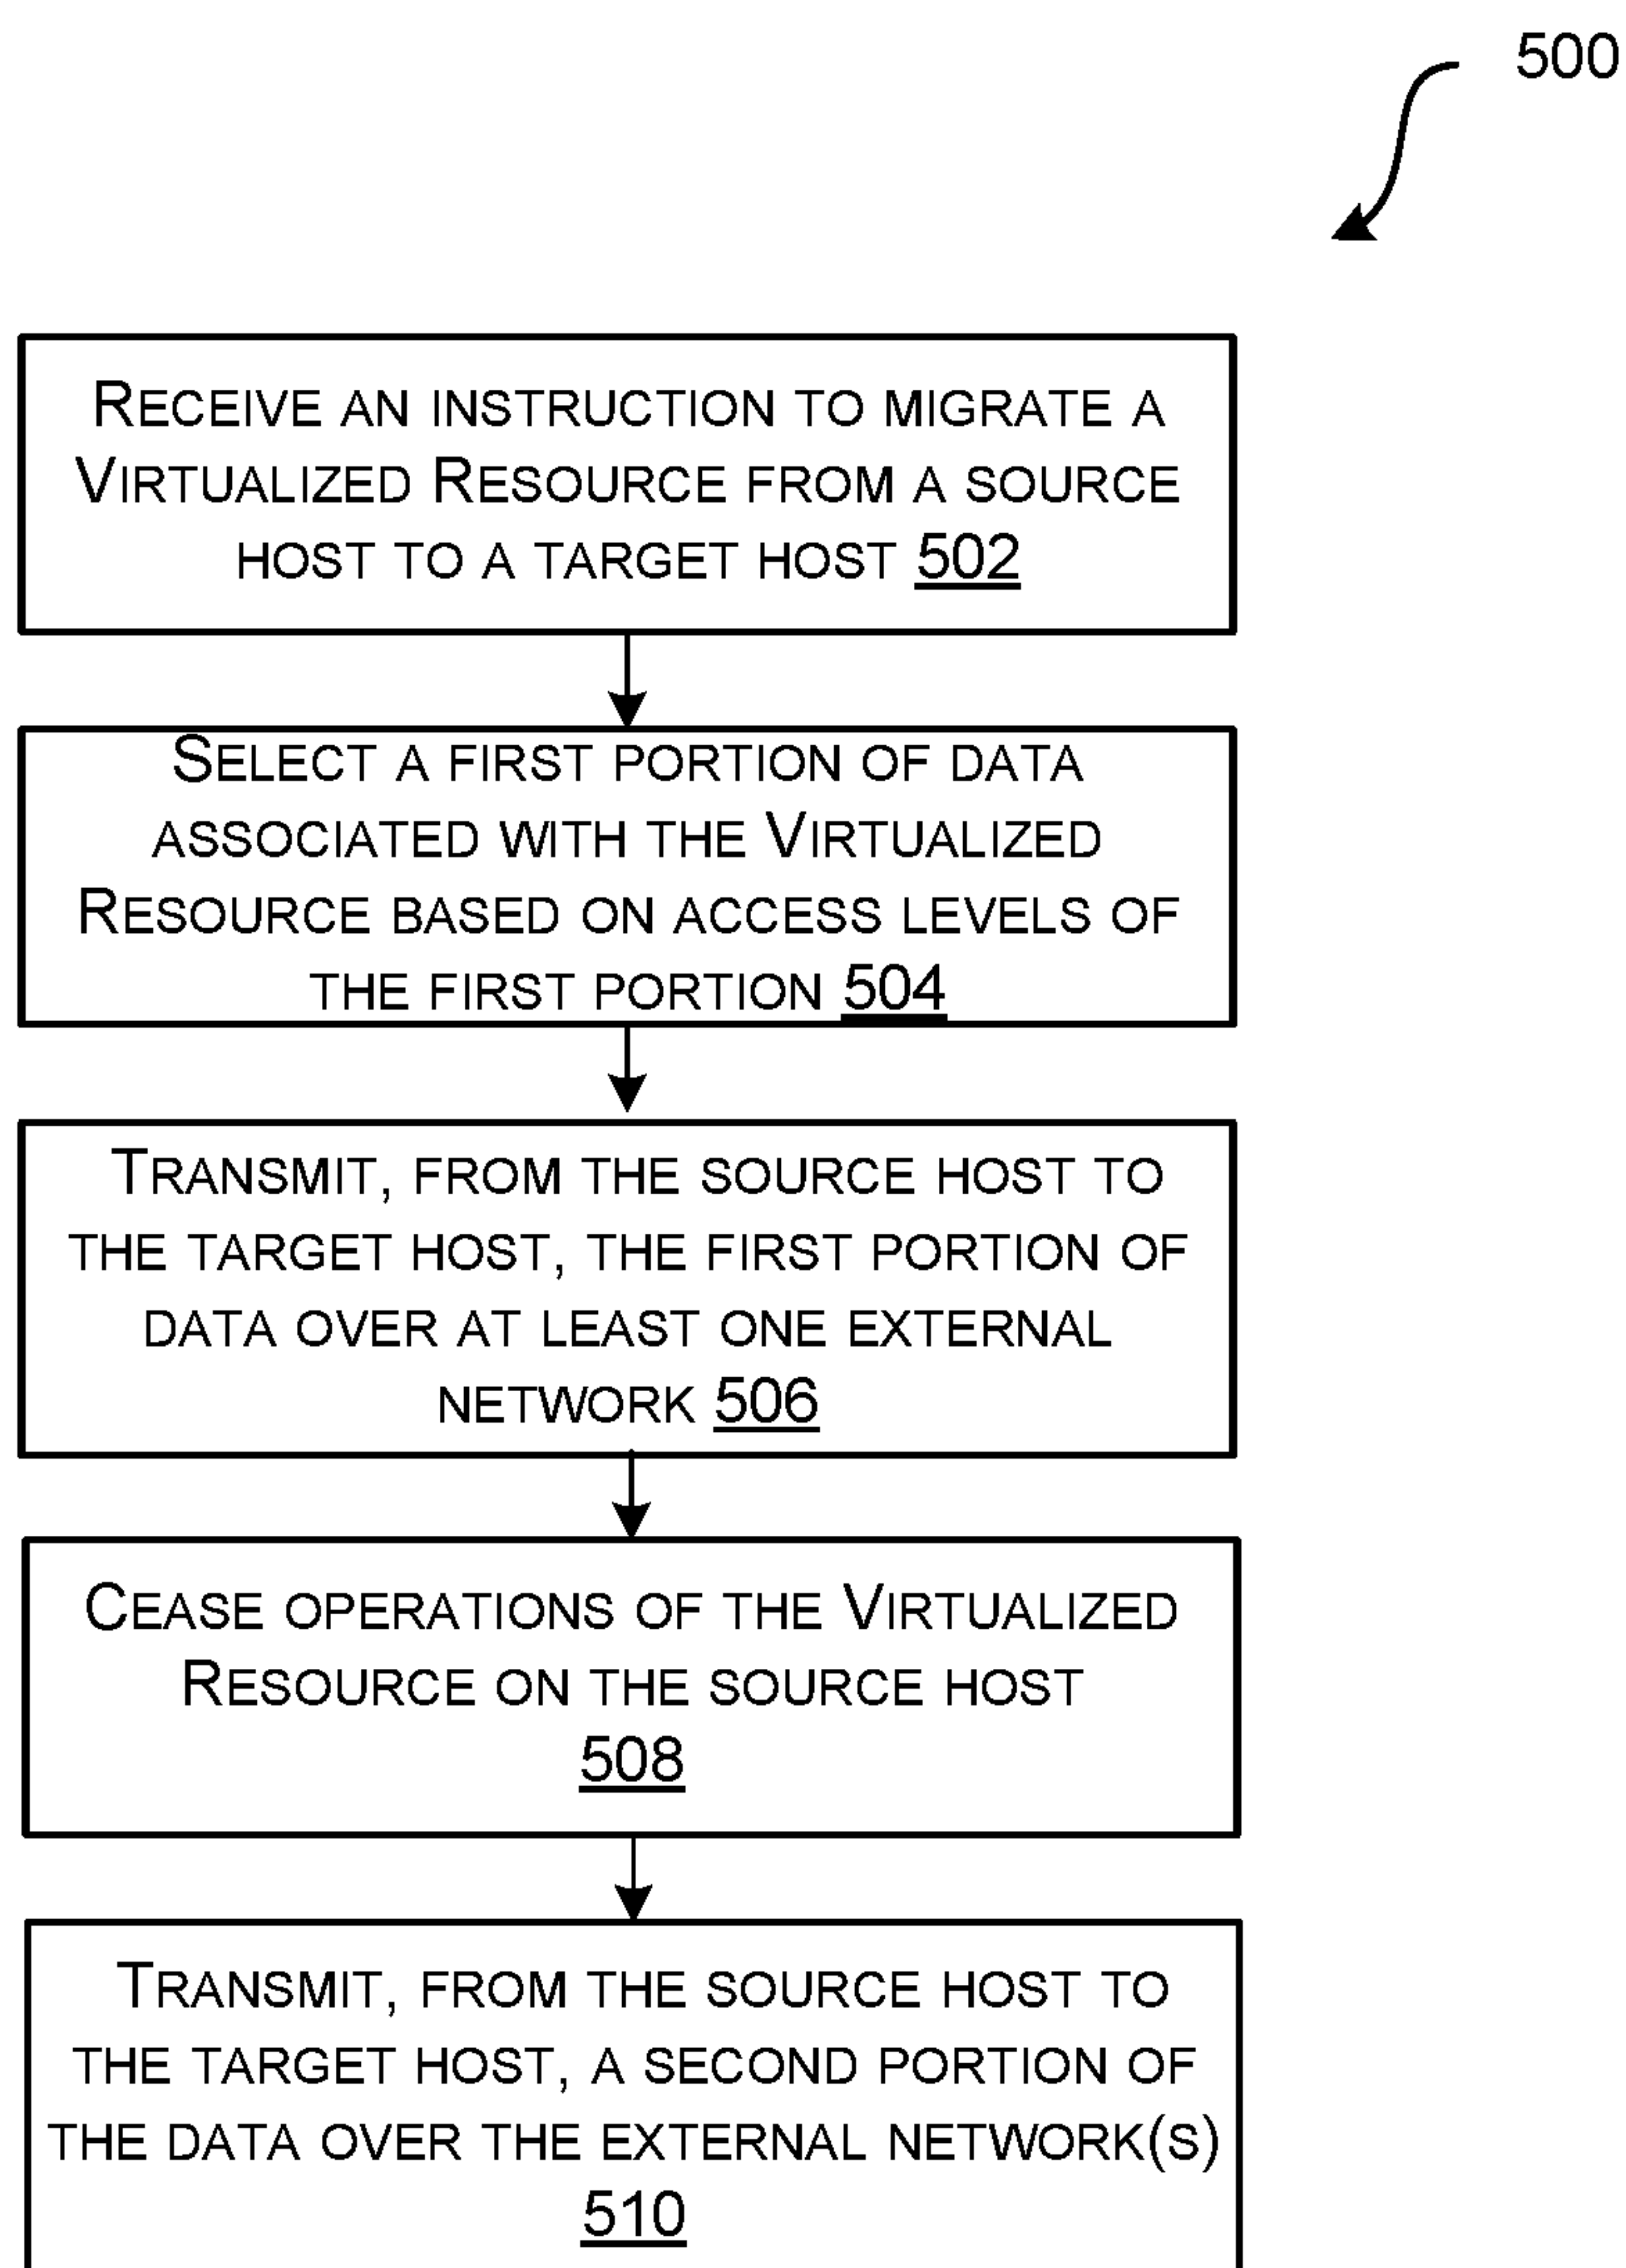 500
RECEIVE AN INSTRUCTION TO MIGRATE A
VIRTUALIZED RESOURCE FROM A SOURCE
HOST TO A TARGET HOST 502
SELECT A FIRST PORTION OF DATA
ASSOCIATED WITH THE VIRTUALIZED
RESOURCE BASED ON ACCESS LEVELS OF
THE FIRST PORTION 504
TRANSMIT, FROM THE SOURCE HOST TO
THE TARGET HOST, THE FIRST PORTION OF
DATA OVER AT LEAST ONE EXTERNAL
NETWORK 506
CEASE OPERATIONS OF THE VIRTUALIZED
RESOURCE ON THE SOURCE HOST
508
TRANSMIT, FROM THE SOURCE HOST TO
THE TARGET HOST, A SECOND PORTION OF
THE DATA OVER THE EXTERNAL NETWORK(S)
510